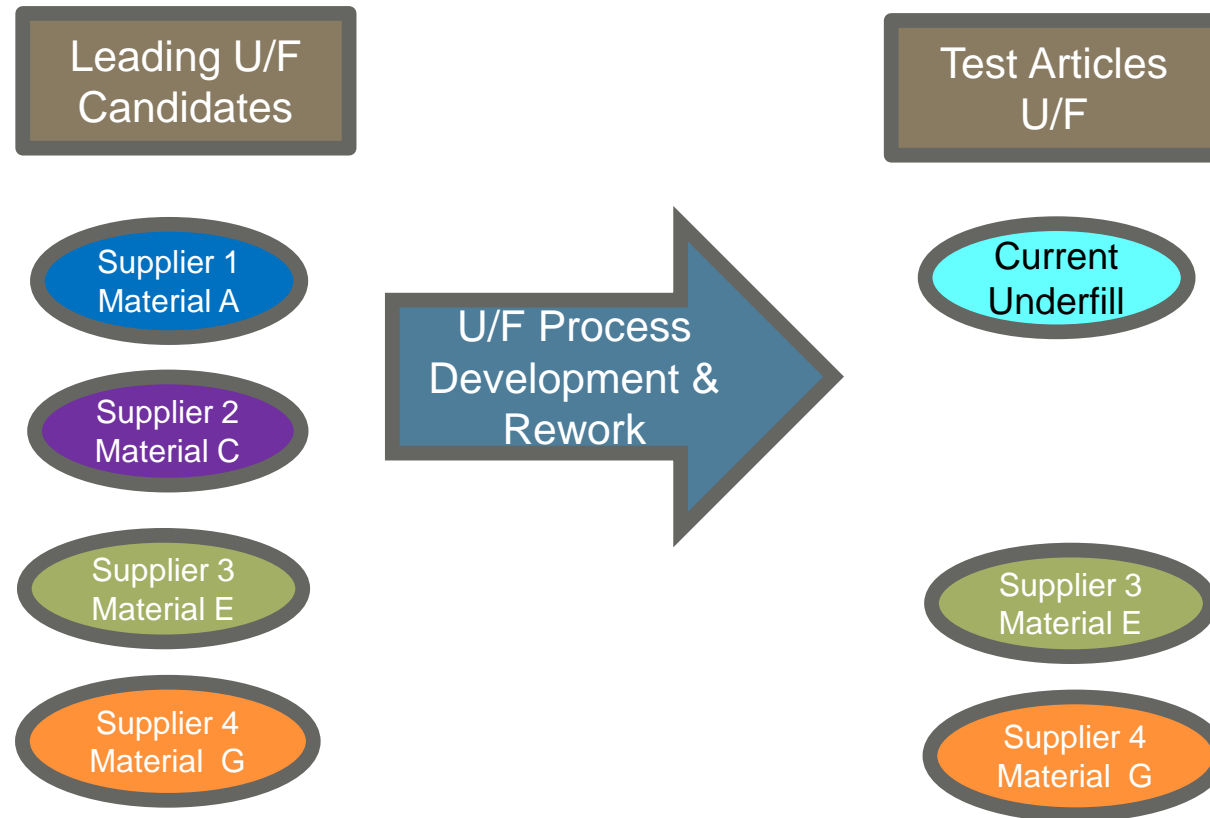 Leading U/F
Candidates
Supplier 1
Material A
Supplier 2
Material C
Supplier 3
Material E
Supplier 4
Material G
U/F Process
Development &
Rework
Test Articles
U/F
Current
Underfill
Supplier 3
Material E
Supplier 4
Material G